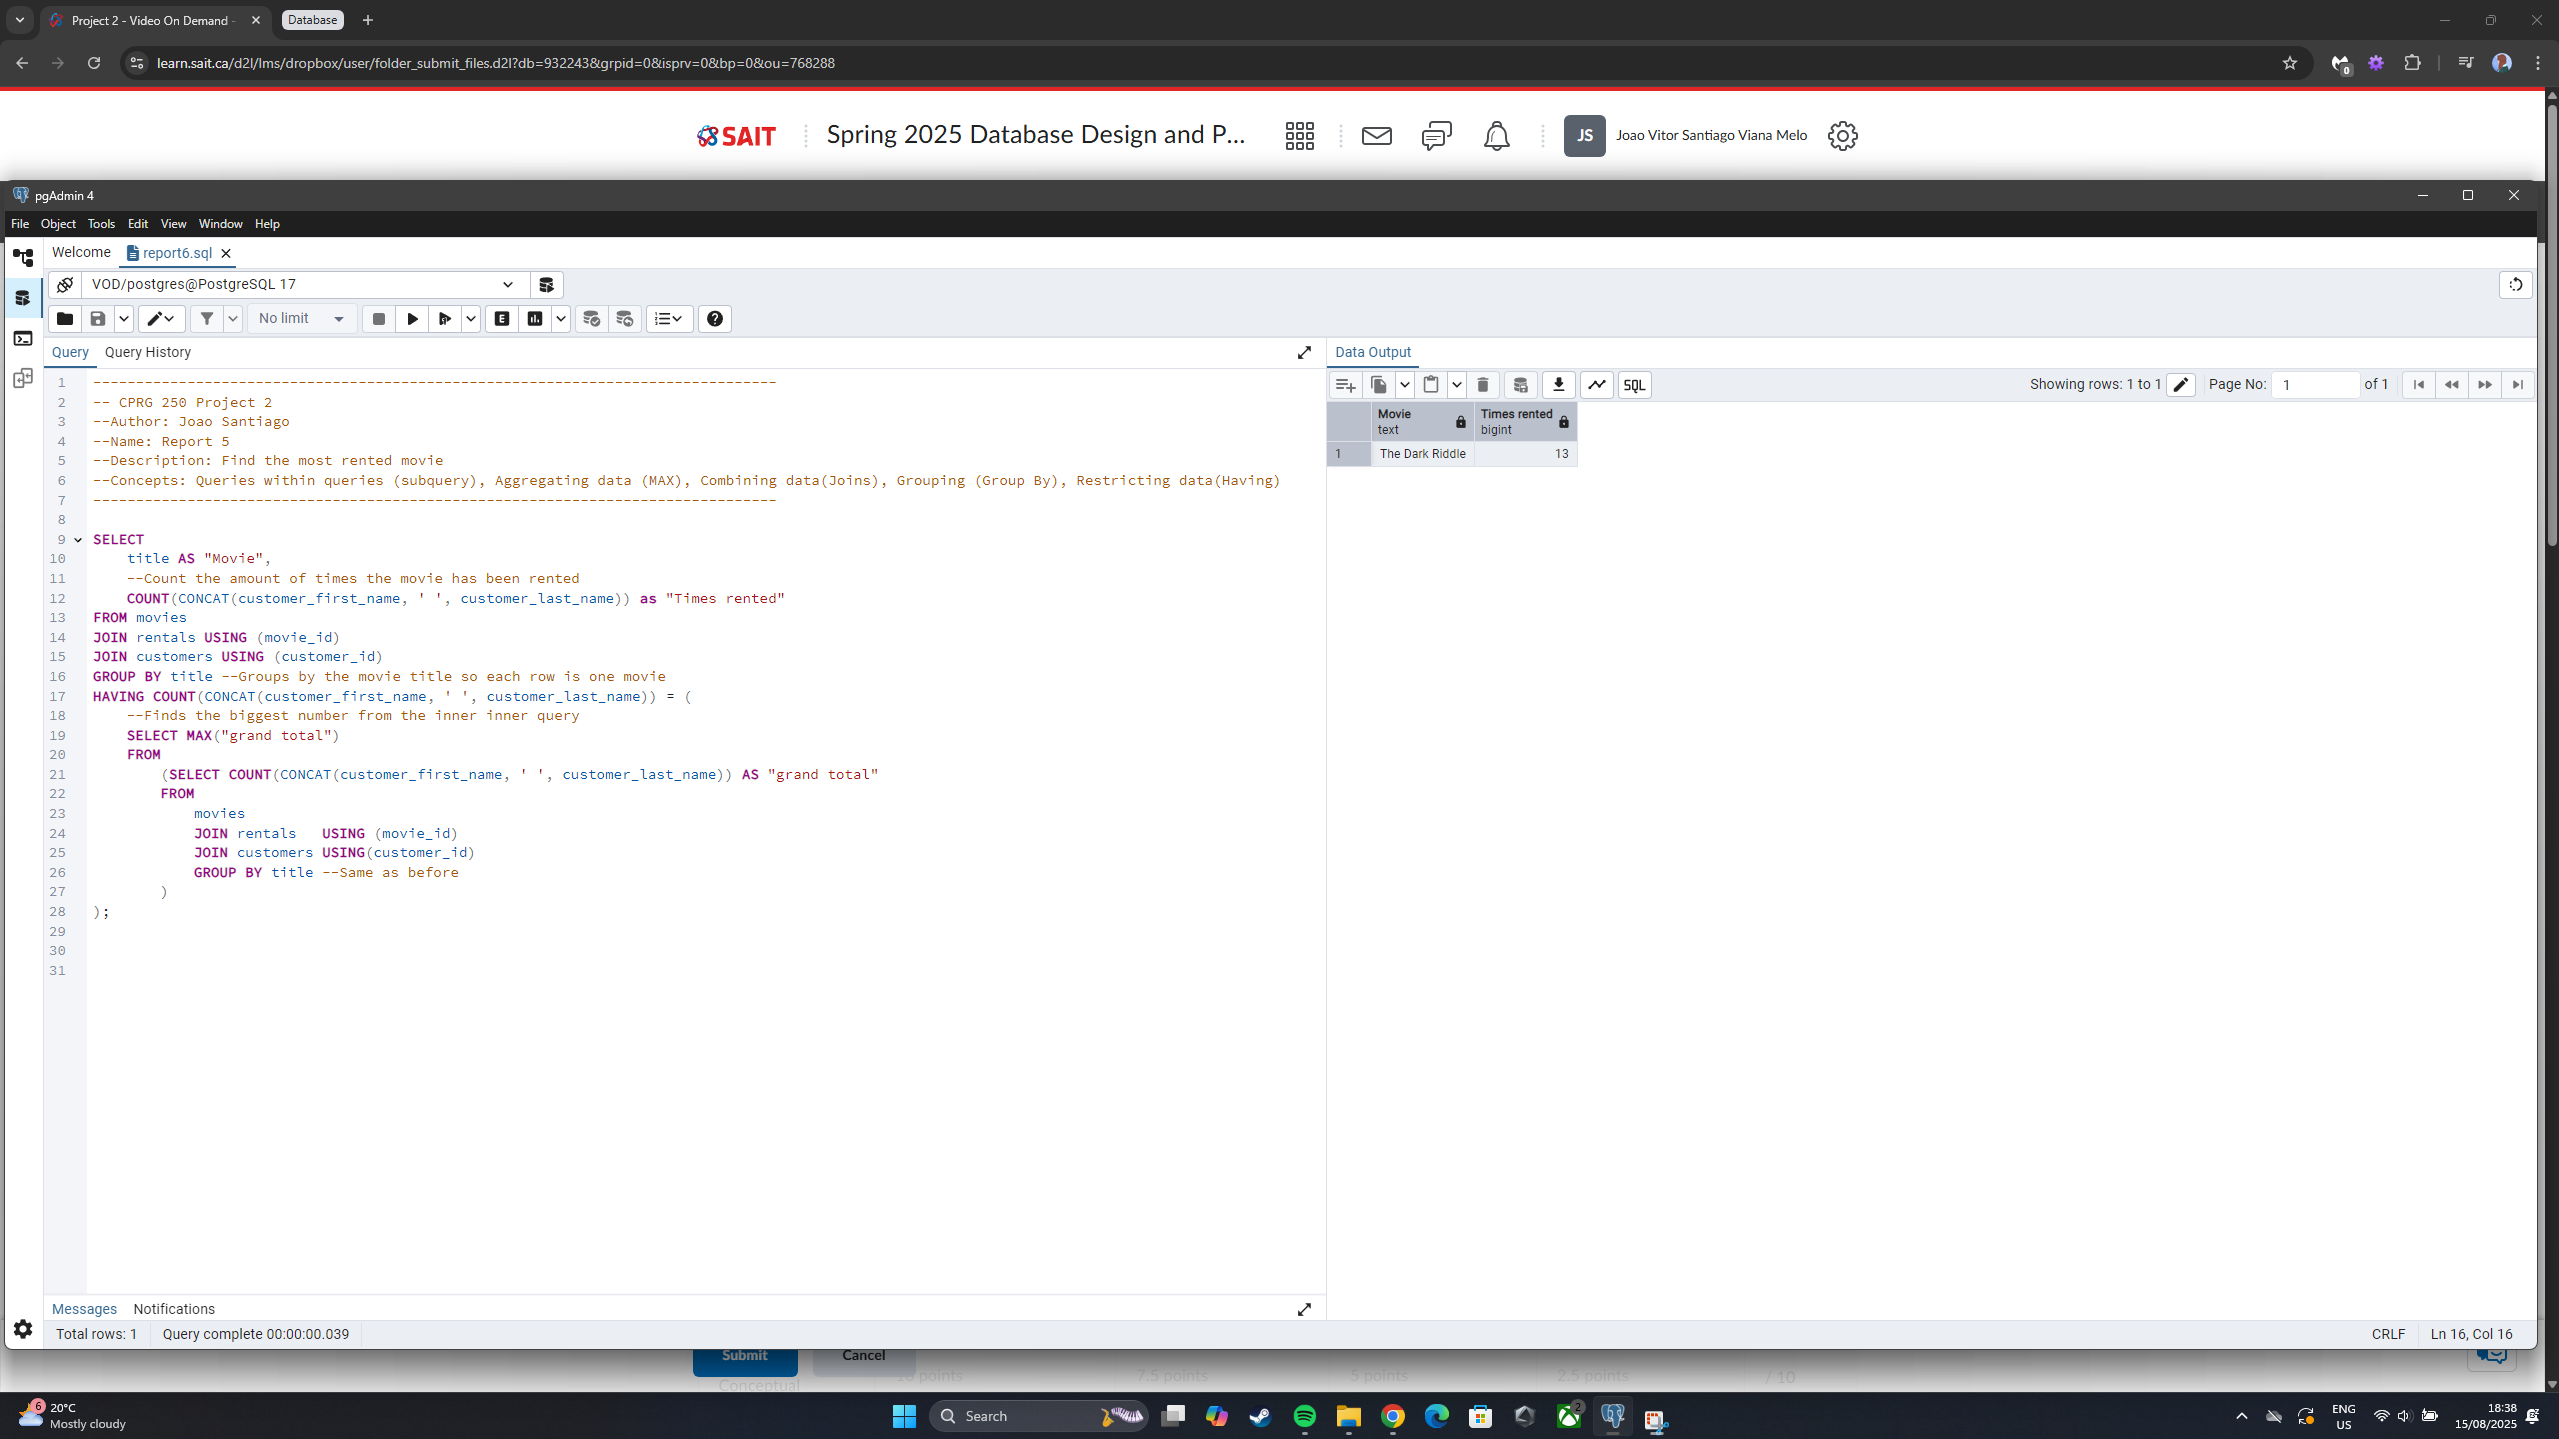 Project 2 - Video On Demand -
Database
learn.sait.ca/d2l/lms/dropbox/user/folder_submit_files.d2l?db=932243&grpid=0&isprv=0&bp=0&ou=768288
0
SAIT
Spring 2025 Database Design and P...
JS
Joao Vitor Santiago Viana Melo
pgAdmin 4
File Object Tools Edit View Window Help
Welcome report6.sql
VOD/postgres@PostgreSQL 17
No limit
E
Query Query History
1 --------------------------------------------------------------------------------
2 -- CPRG 250 Project 2
3 --Author: Joao Santiago
4 --Name: Report 5
5 --Description: Find the most rented movie
6 --Concepts: Queries within queries (subquery), Aggregating data (MAX), Combining data(Joins), Grouping (Group By), Restricting data(Having)
7 --------------------------------------------------------------------------------
8
9 SELECT
10 title AS "Movie",
11 --Count the amount of times the movie has been rented
12 COUNT(CONCAT(customer_first_name, ' ', customer_last_name)) as "Times rented"
13 FROM movies
14 JOIN rentals USING (movie_id)
15 JOIN customers USING (customer_id)
16 GROUP BY title --Groups by the movie title so each row is one movie
17 HAVING COUNT(CONCAT(customer_first_name, ' ', customer_last_name)) = (
18 --Finds the biggest number from the inner inner query
19 SELECT MAX("grand total")
20 FROM
21 (SELECT COUNT(CONCAT(customer_first_name, ' ', customer_last_name)) AS "grand total"
22 FROM
23 movies
24 JOIN rentals   USING (movie_id)
25 JOIN customers USING(customer_id)
26 GROUP BY title --Same as before
27 )
28 );
29
30
31
Data Output
SQL
Showing rows: 1 to 1
Page No: 1 of 1
Movie text
Times rented bigint
1 The Dark Riddle 13
Messages Notifications
Total rows: 1 Query complete 00:00:00.039
CRLF Ln 16, Col 16
Submit Cancel
Conceptual
10 points 7.5 points 5 points 2.5 points / 10
6
20°C
Mostly cloudy
Search
2
ENG
US
18:38
15/08/2025